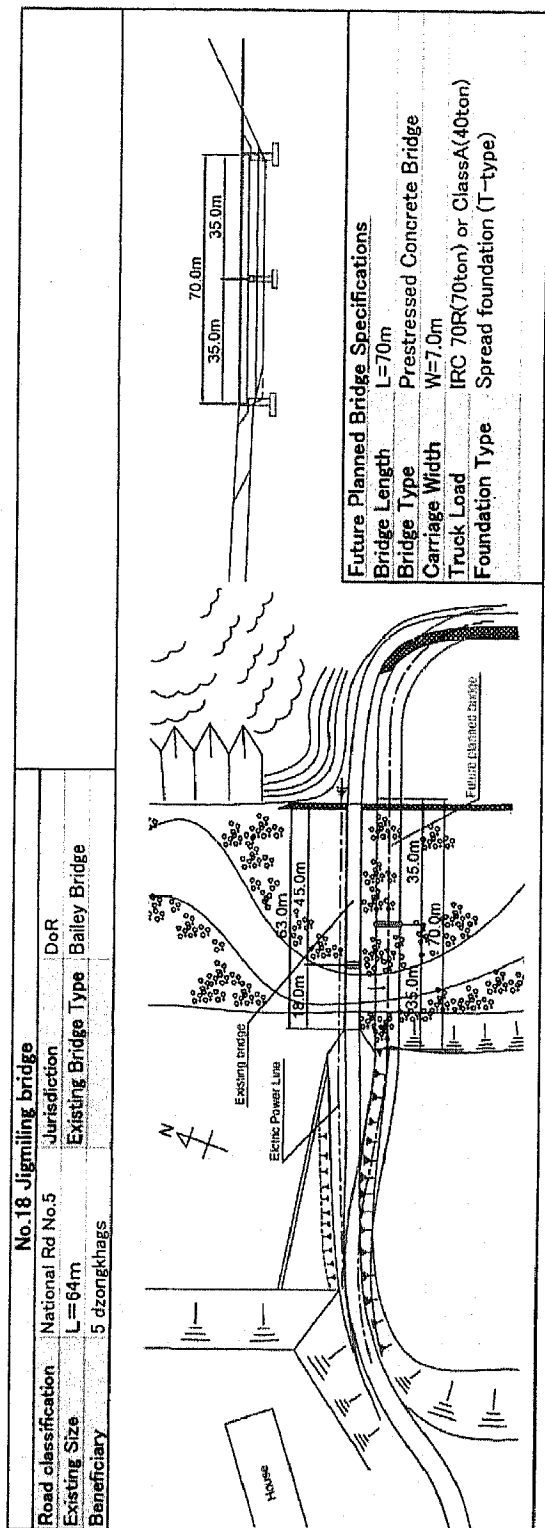 No.18 Jigmiling bridge
Road classification National Rd No.5 Jurisdiction DoR
Existing Size L=64m Existing Bridge Type Bailey Bridge
Beneficiary 5 dzongkhags
House
N
Existing bridge
Eletric Power Line
63.0m
18.0m 45.0m
35.0m 35.0m
70.0m
Future planned bridge
70.0m
35.0m 35.0m
Future Planned Bridge Specifications
Bridge Length L=70m
Bridge Type Prestressed Concrete Bridge
Carriage Width W=7.0m
Truck Load IRC 70R(70ton) or ClassA(40ton)
Foundation Type Spread foundation (T-type)